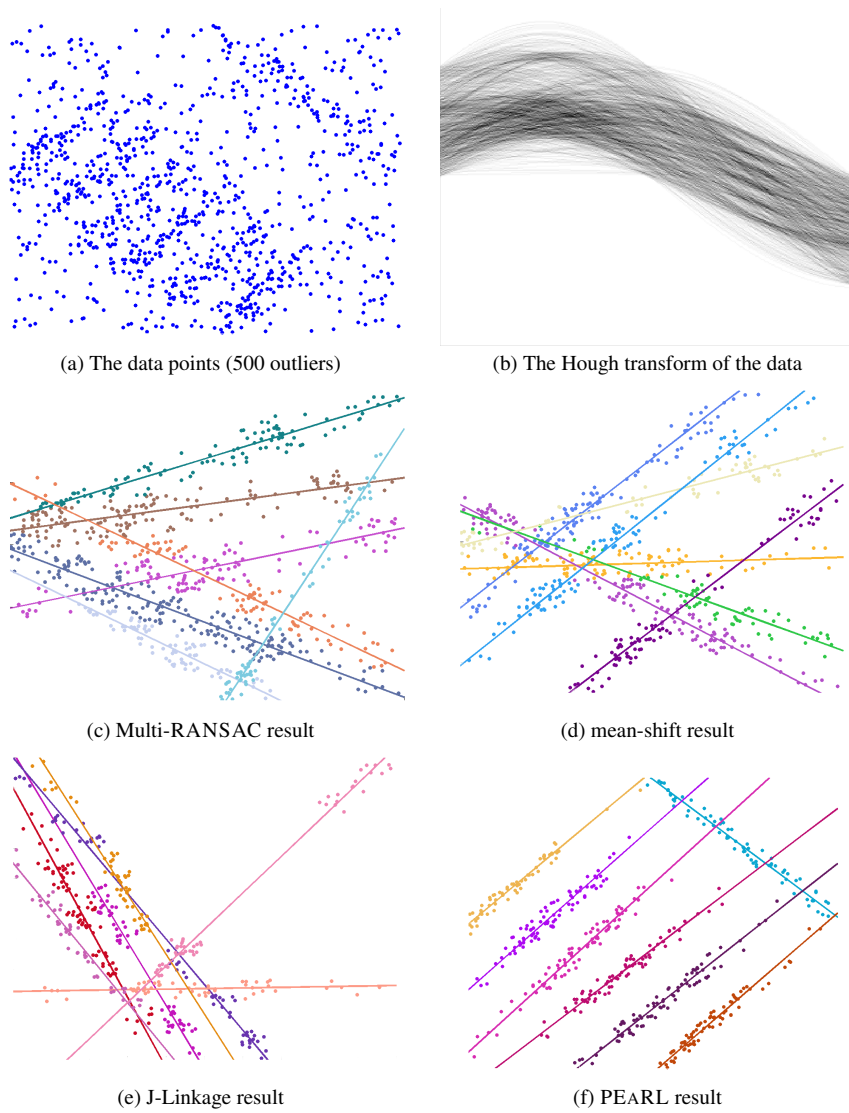 (a) The data points (500 outliers)
(b) The Hough transform of the data
(c) Multi-RANSAC result
(d) mean-shift result
(e) J-Linkage result
(f) PEARL result